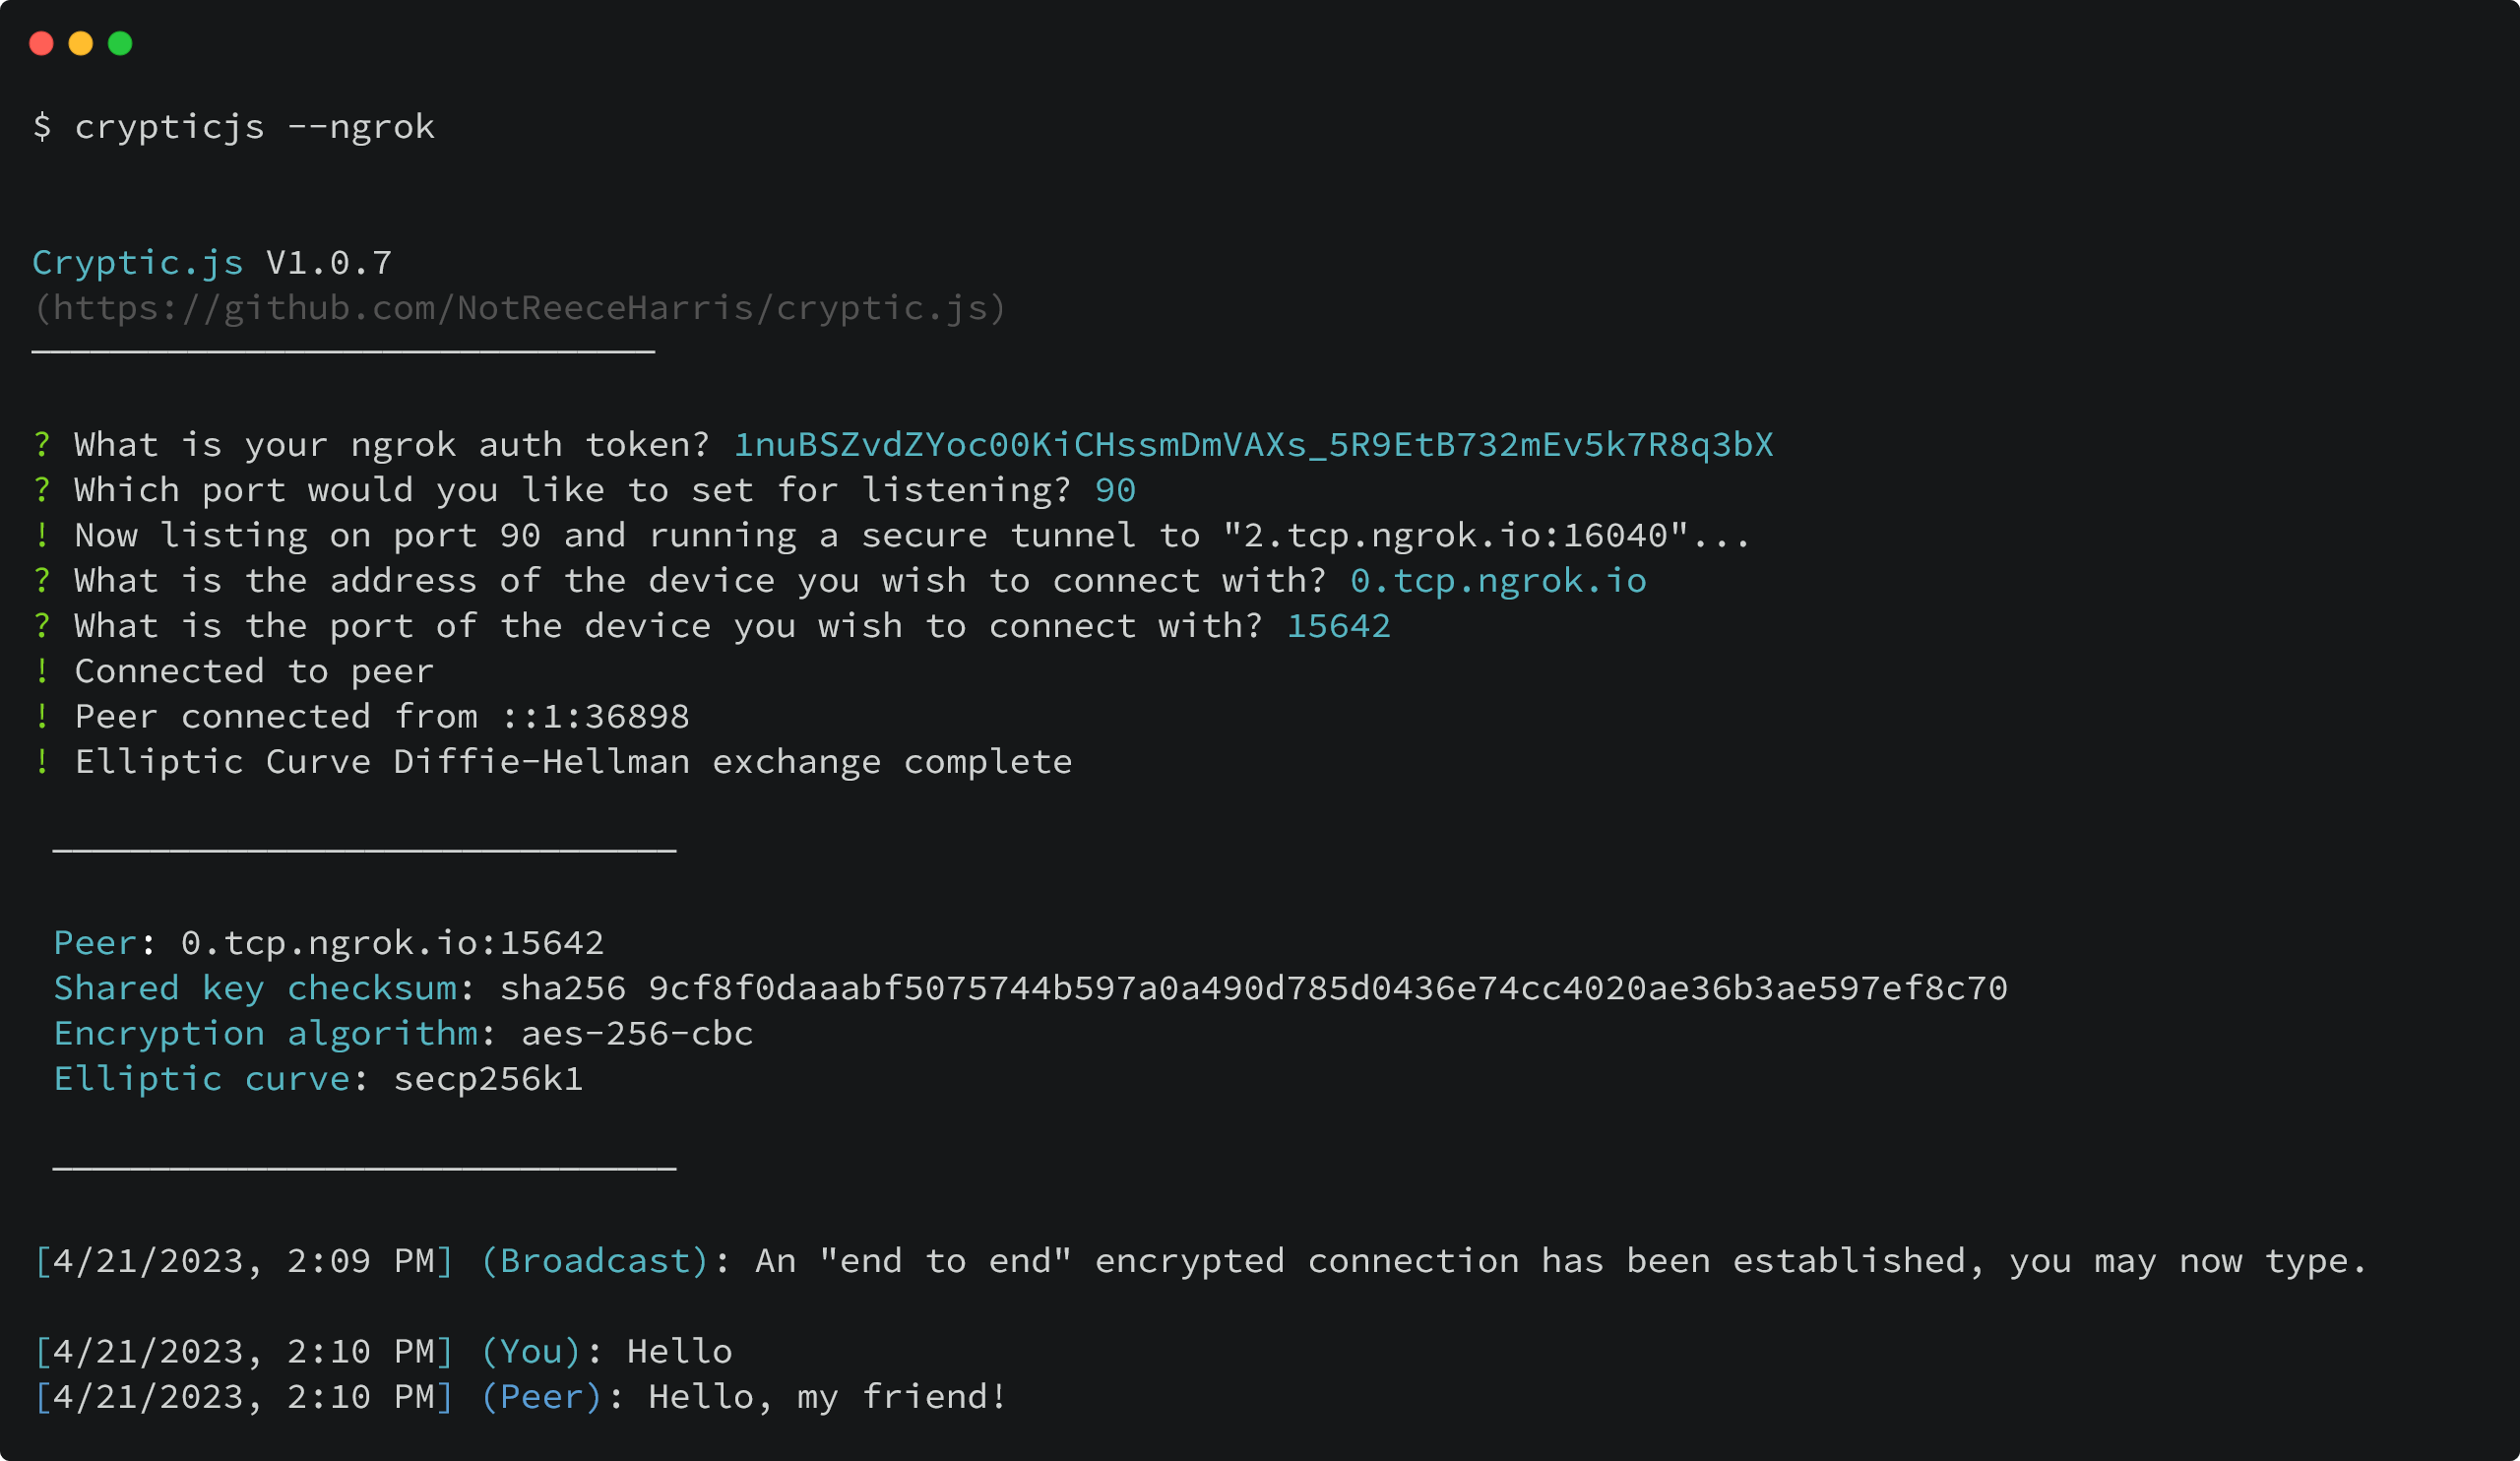 $ crypticjs --ngrok
Cryptic.js V1.0.7
(https://github.com/NotReeceHarris/cryptic.js)
? What is your ngrok auth token? 1nuBSZvdZYoc00KiCHssmDmVAXs_5R9EtB732mEv5k7R8q3bX
? Which port would you like to set for listening? 90
! Now listing on port 90 and running a secure tunnel to "2.tcp.ngrok.io:16040"...
? What is the address of the device you wish to connect with? 0.tcp.ngrok.io
? What is the port of the device you wish to connect with? 15642
! Connected to peer
! Peer connected from ::1:36898
! Elliptic Curve Diffie-Hellman exchange complete
Peer: 0.tcp.ngrok.io:15642
Shared key checksum: sha256 9cf8f0daaabf5075744b597a0a490d785d0436e74cc4020ae36b3ae597ef8c70
Encryption algorithm: aes-256-cbc
Elliptic curve: secp256k1
[4/21/2023, 2:09 PM] (Broadcast): An "end to end" encrypted connection has been established, you may now type.
[4/21/2023, 2:10 PM] (You): Hello
[4/21/2023, 2:10 PM] (Peer): Hello, my friend!